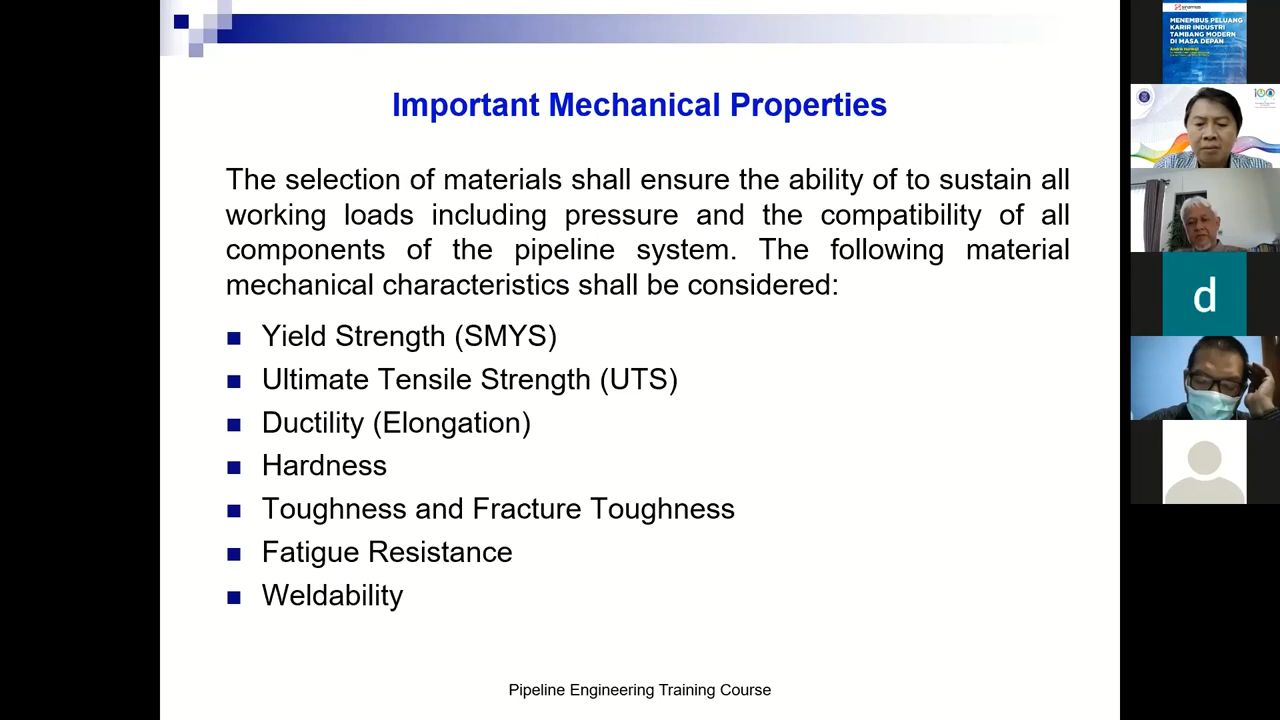 Important Mechanical Properties
The selection of materials shall ensure the ability of to sustain all
working loads including pressure and the compatibility of all
components of the pipeline system. The following material
mechanical characteristics shall be considered:
Yield Strength (SMYS)
Ultimate Tensile Strength (UTS)
Ductility (Elongation)
Hardness
Toughness and Fracture Toughness
Fatigue Resistance
Weldability
Pipeline Engineering Training Course
sinarmas
MENEMBUS PELUANG
KARIR INDUSTRI
TAMBANG MODERN
DI MASA DEPAN
d